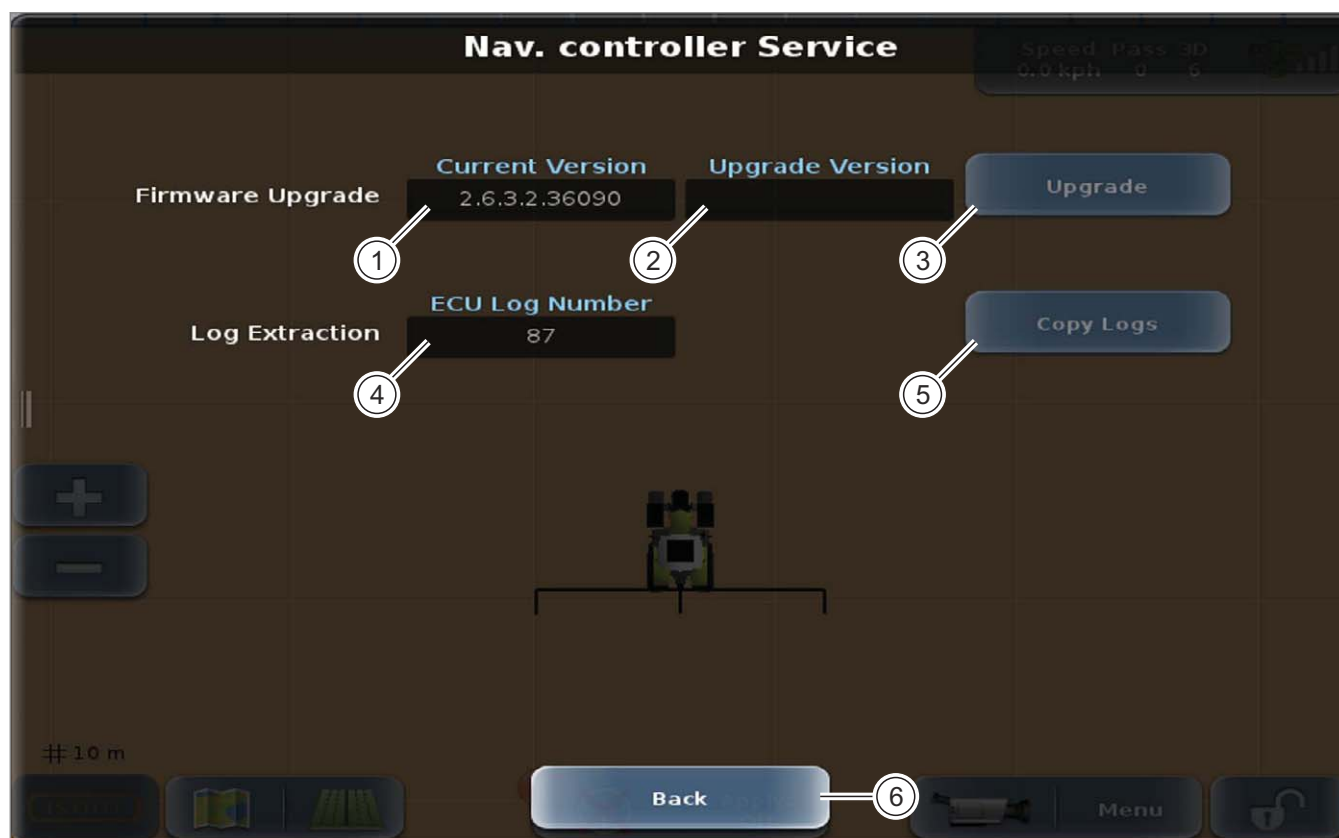 Nav. controller Service
Speed Pass 3D
0.0 kph 0 6
Current Version Upgrade Version
Firmware Upgrade 2.6.3.2.36090 Upgrade
1 2 3
ECU Log Number
Log Extraction 87 Copy Logs
4 5
10 m
Back 6
Menu